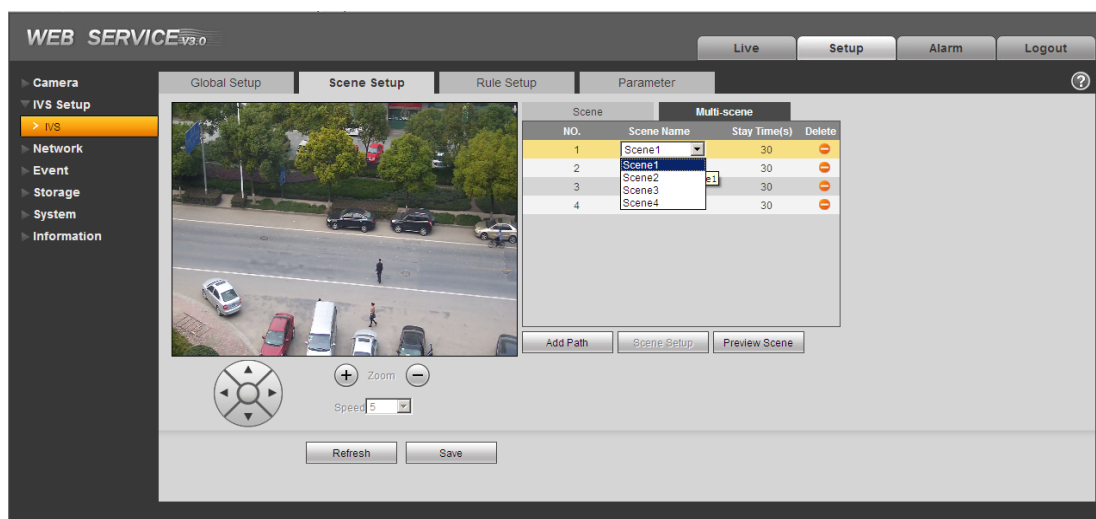 WEB SERVICE V3.0
Live Setup Alarm Logout
Camera
IVS Setup
> IVS
Network
Event
Storage
System
Information
Global Setup Scene Setup Rule Setup Parameter ?
Scene Multi-scene
NO. Scene Name Stay Time(s) Delete
1 Scene1 30
2 30
3 30
4 30
Scene1
Scene2
Scene3
Scene4
e1
Add Path Scene Setup Preview Scene
Zoom
Speed 5
Refresh Save